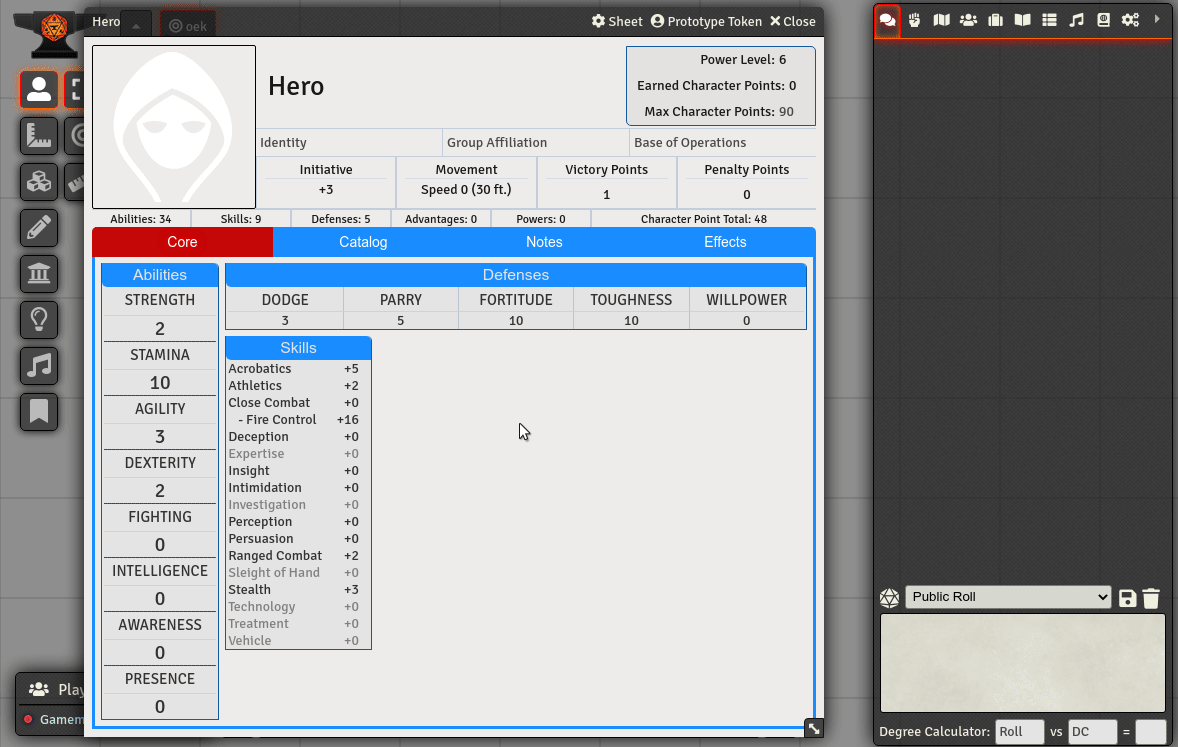 Hero
oek
Sheet Prototype Token Close
Hero
Power Level: 6
Earned Character Points: 0
Max Character Points: 90
Identity Group Affiliation Base of Operations
Initiative Movement Victory Points Penalty Points
+3 Speed 0 (30 ft.) 1 0
Abilities: 34 Skills: 9 Defenses: 5 Advantages: 0 Powers: 0 Character Point Total: 48
Core Catalog Notes Effects
Abilities
STRENGTH
2
STAMINA
10
AGILITY
3
DEXTERITY
2
FIGHTING
0
INTELLIGENCE
0
AWARENESS
0
PRESENCE
0
Defenses
DODGE PARRY FORTITUDE TOUGHNESS WILLPOWER
3 5 10 10 0
Skills
Acrobatics +5
Athletics +2
Close Combat +0
- Fire Control +16
Deception +0
Expertise +0
Insight +0
Intimidation +0
Investigation +0
Perception +0
Persuasion +0
Ranged Combat +2
Sleight of Hand +0
Stealth +3
Technology +0
Treatment +0
Vehicle +0
Play
Gamem
Public Roll
Degree Calculator: Roll vs DC =